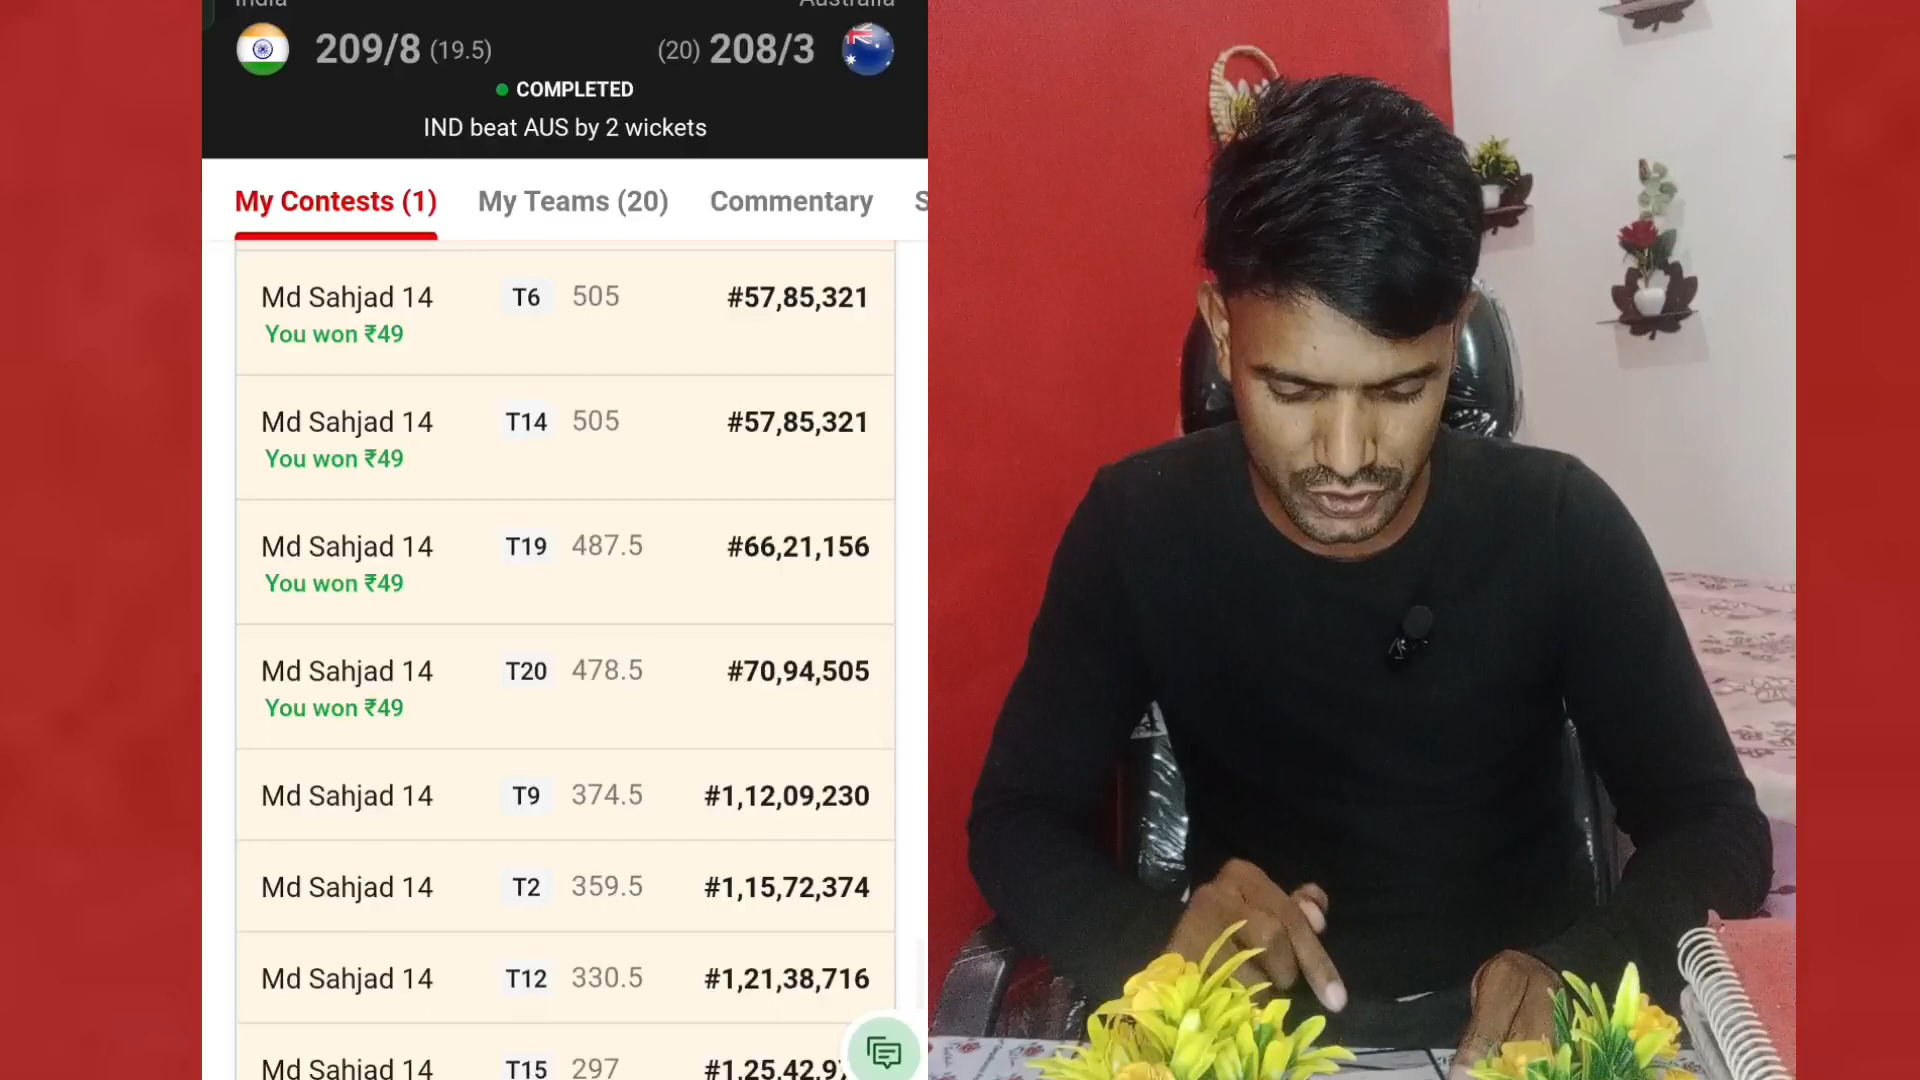 India
Australia
209/8 (19.5)
(20) 208/3
COMPLETED
IND beat AUS by 2 wickets
My Contests (1)
My Teams (20)
Commentary
Md Sahjad 14 T6 505 #57,85,321
You won ₹49
Md Sahjad 14 T14 505 #57,85,321
You won ₹49
Md Sahjad 14 T19 487.5 #66,21,156
You won ₹49
Md Sahjad 14 T20 478.5 #70,94,505
You won ₹49
Md Sahjad 14 T9 374.5 #1,12,09,230
Md Sahjad 14 T2 359.5 #1,15,72,374
Md Sahjad 14 T12 330.5 #1,21,38,716
Md Sahjad 14 T15 297